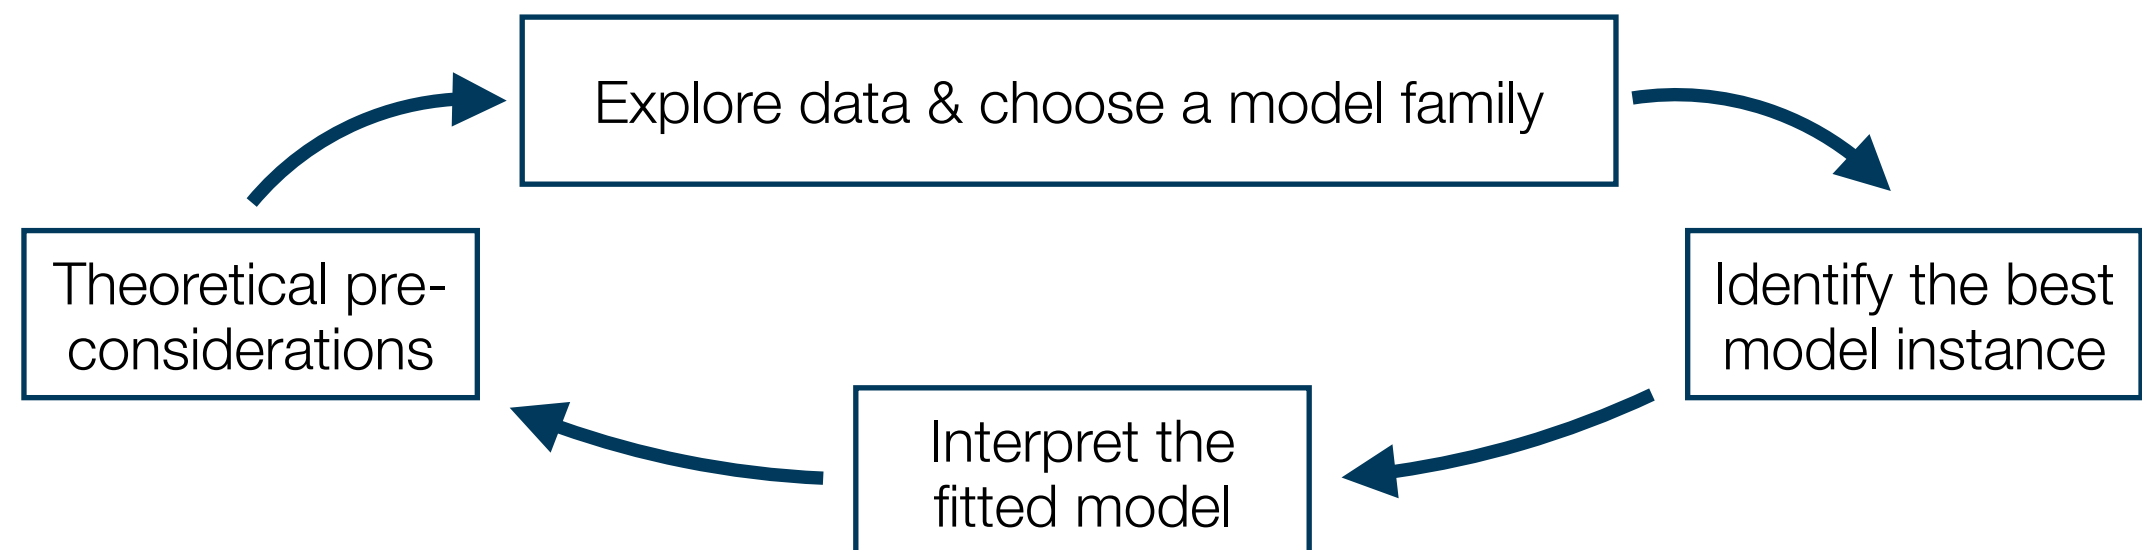 Explore data & choose a model family
Theoretical pre-
considerations
Identify the best
model instance
Interpret the
fitted model